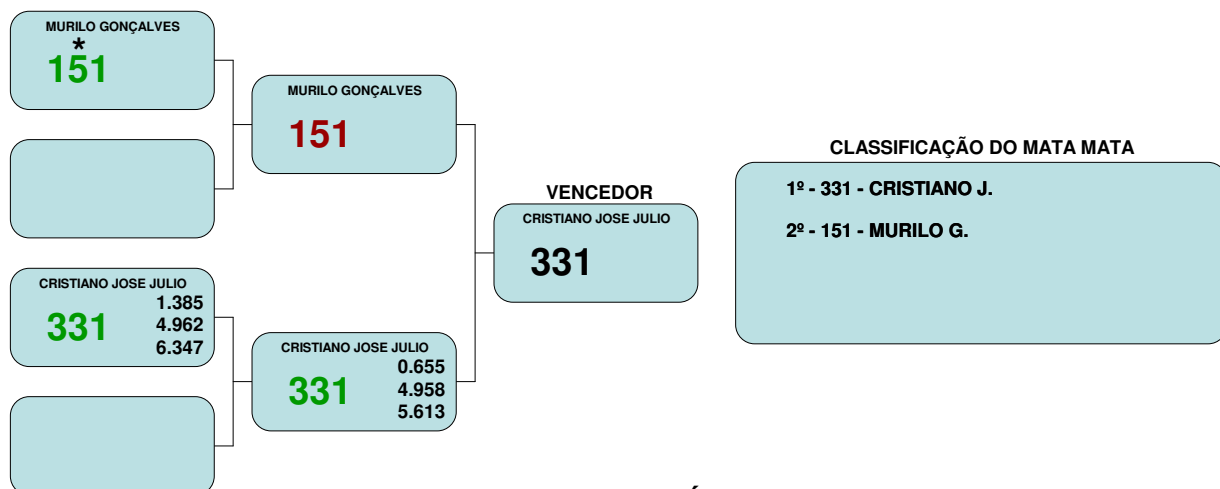 MURILO GONÇALVES
*
151
MURILO GONÇALVES
151
CRISTIANO JOSE JULIO
331
1.385
4.962
6.347
CRISTIANO JOSE JULIO
331
0.655
4.958
5.613
VENCEDOR
CRISTIANO JOSE JULIO
331
CLASSIFICAÇÃO DO MATA MATA
1º - 331 - CRISTIANO J.
2º - 151 - MURILO G.